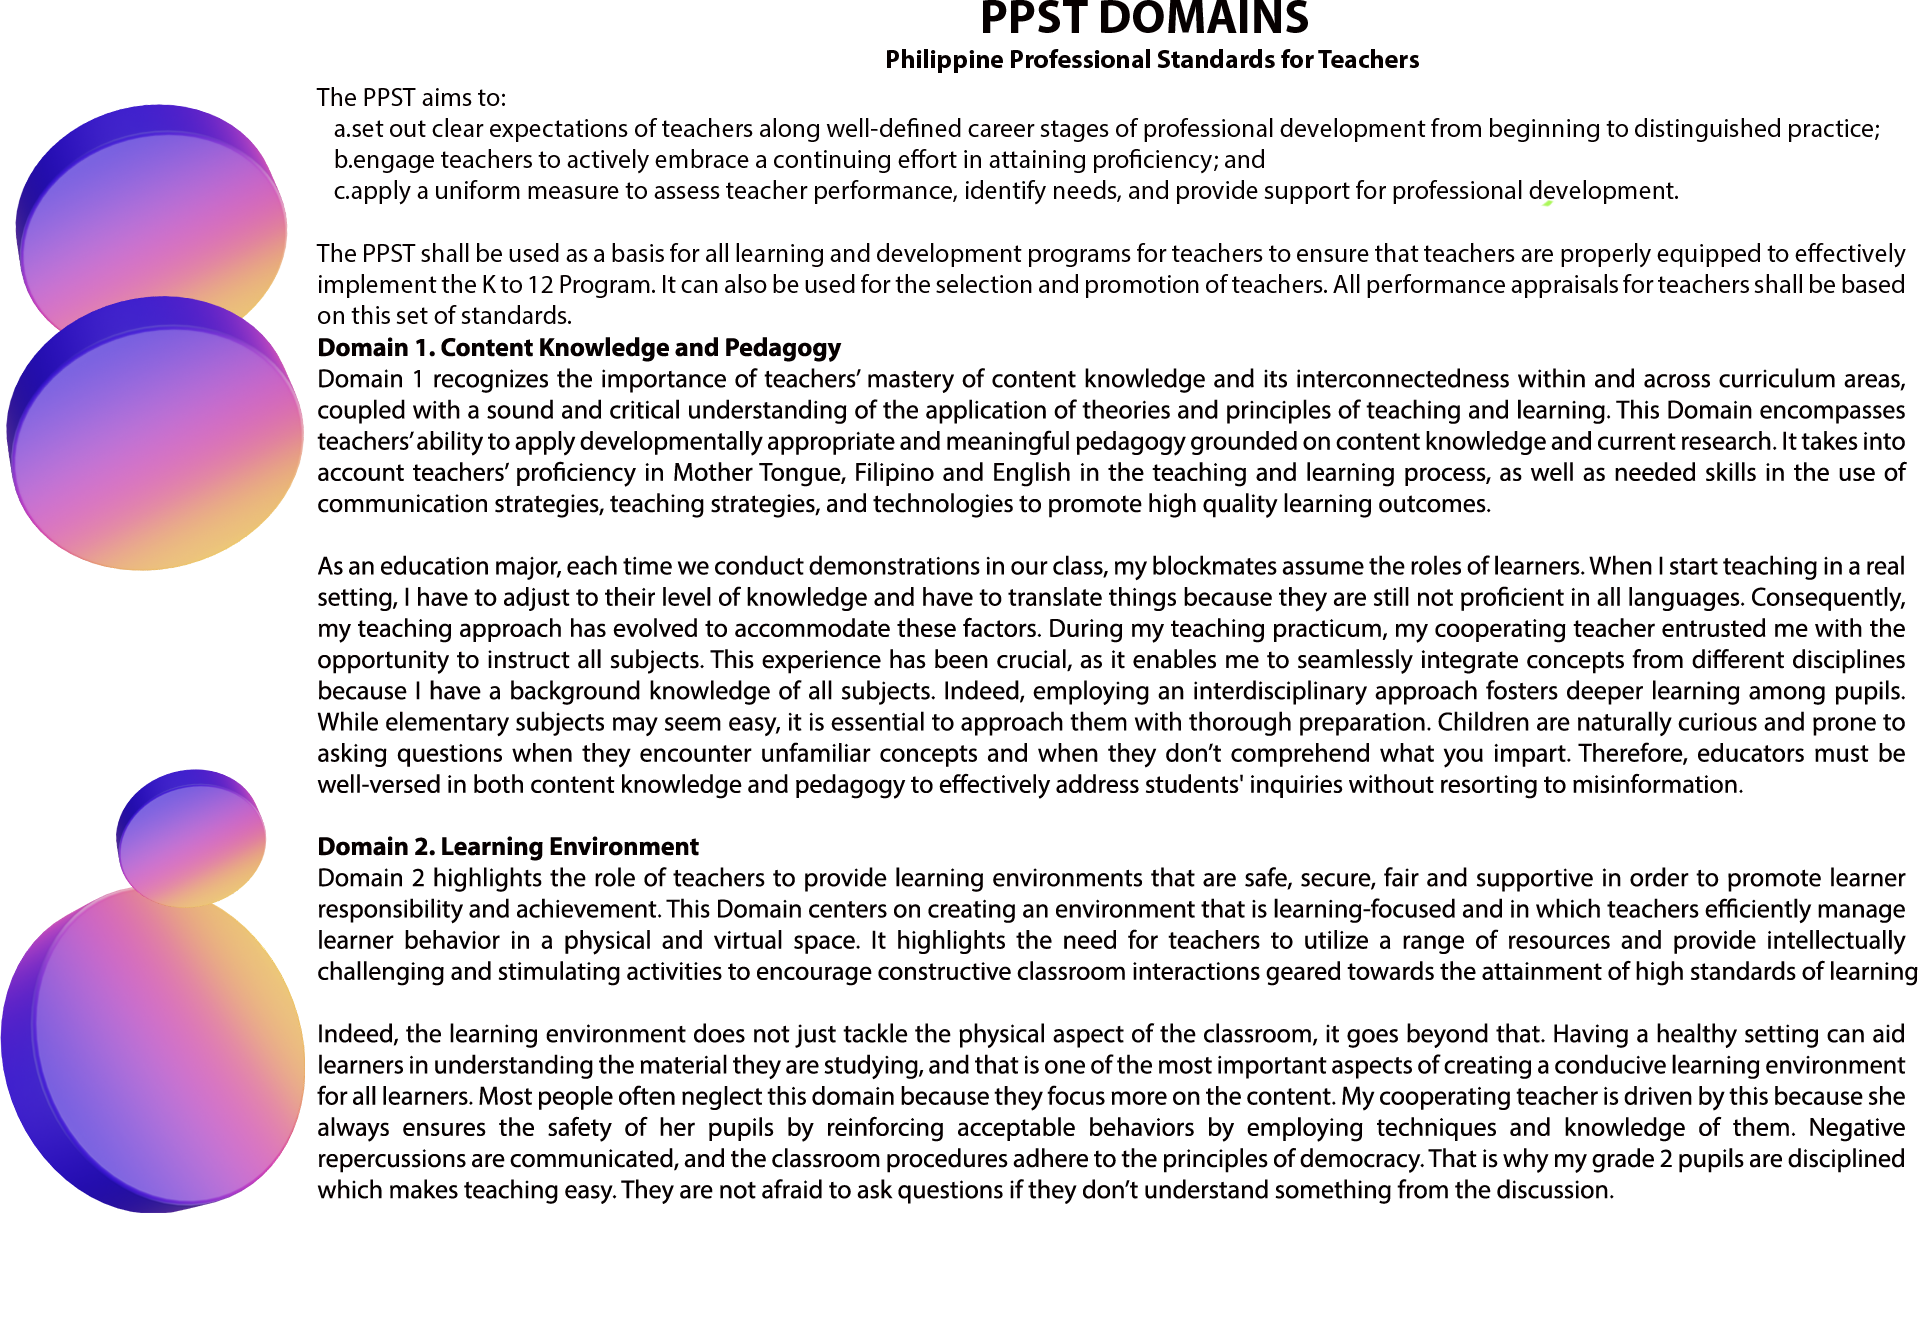 PPST DOMAINS
Philippine Professional Standards for Teachers
The PPST aims to:
a.set out clear expectations of teachers along well-defined career stages of professional development from beginning to distinguished practice;
b.engage teachers to actively embrace a continuing effort in attaining proficiency; and
c.apply a uniform measure to assess teacher performance, identify needs, and provide support for professional development.
The PPST shall be used as a basis for all learning and development programs for teachers to ensure that teachers are properly equipped to effectively
implement the K to 12 Program. It can also be used for the selection and promotion of teachers. All performance appraisals for teachers shall be based
on this set of standards.
Domain 1. Content Knowledge and Pedagogy
Domain 1 recognizes the importance of teachers’ mastery of content knowledge and its interconnectedness within and across curriculum areas,
coupled with a sound and critical understanding of the application of theories and principles of teaching and learning. This Domain encompasses
teachers’ ability to apply developmentally appropriate and meaningful pedagogy grounded on content knowledge and current research. It takes into
account teachers’ proficiency in Mother Tongue, Filipino and English in the teaching and learning process, as well as needed skills in the use of
communication strategies, teaching strategies, and technologies to promote high quality learning outcomes.
As an education major, each time we conduct demonstrations in our class, my blockmates assume the roles of learners. When I start teaching in a real
setting, I have to adjust to their level of knowledge and have to translate things because they are still not proficient in all languages. Consequently,
my teaching approach has evolved to accommodate these factors. During my teaching practicum, my cooperating teacher entrusted me with the
opportunity to instruct all subjects. This experience has been crucial, as it enables me to seamlessly integrate concepts from different disciplines
because I have a background knowledge of all subjects. Indeed, employing an interdisciplinary approach fosters deeper learning among pupils.
While elementary subjects may seem easy, it is essential to approach them with thorough preparation. Children are naturally curious and prone to
asking questions when they encounter unfamiliar concepts and when they don’t comprehend what you impart. Therefore, educators must be
well-versed in both content knowledge and pedagogy to effectively address students' inquiries without resorting to misinformation.
Domain 2. Learning Environment
Domain 2 highlights the role of teachers to provide learning environments that are safe, secure, fair and supportive in order to promote learner
responsibility and achievement. This Domain centers on creating an environment that is learning-focused and in which teachers efficiently manage
learner behavior in a physical and virtual space. It highlights the need for teachers to utilize a range of resources and provide intellectually
challenging and stimulating activities to encourage constructive classroom interactions geared towards the attainment of high standards of learning
Indeed, the learning environment does not just tackle the physical aspect of the classroom, it goes beyond that. Having a healthy setting can aid
learners in understanding the material they are studying, and that is one of the most important aspects of creating a conducive learning environment
for all learners. Most people often neglect this domain because they focus more on the content. My cooperating teacher is driven by this because she
always ensures the safety of her pupils by reinforcing acceptable behaviors by employing techniques and knowledge of them. Negative
repercussions are communicated, and the classroom procedures adhere to the principles of democracy. That is why my grade 2 pupils are disciplined
which makes teaching easy. They are not afraid to ask questions if they don’t understand something from the discussion.